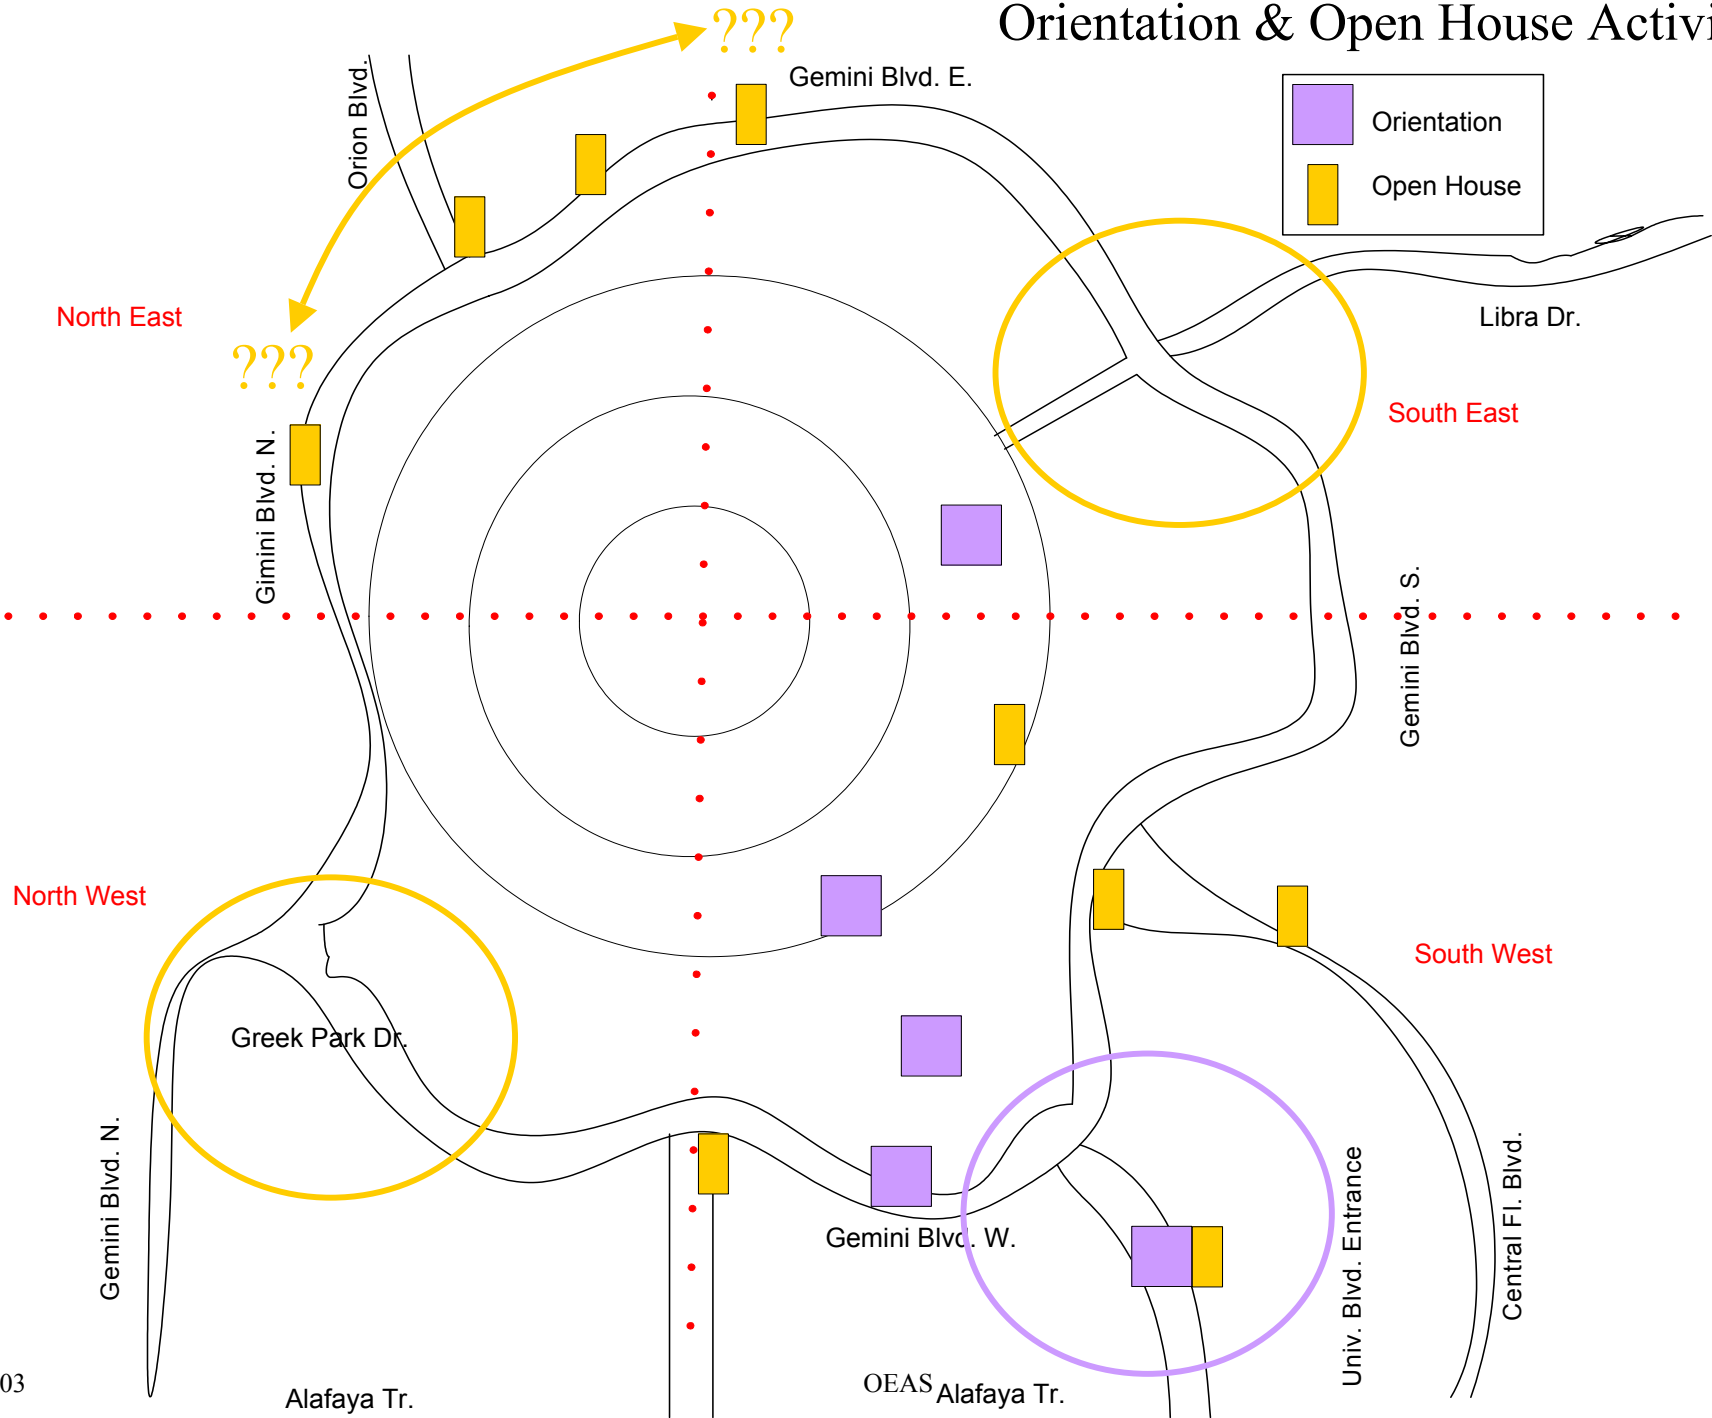 Orientation & Open House Activi
???
Gemini Blvd. E.
Orion Blvd.
Orientation
Open House
North East
Libra Dr.
???
South East
Gimini Blvd. N.
Gemini Blvd. S.
North West
South West
Greek Park Dr.
Gemini Blvd. N.
Gemini Blvd. W.
Univ. Blvd. Entrance
Central Fl. Blvd.
03
OEAS
Alafaya Tr.
Alafaya Tr.